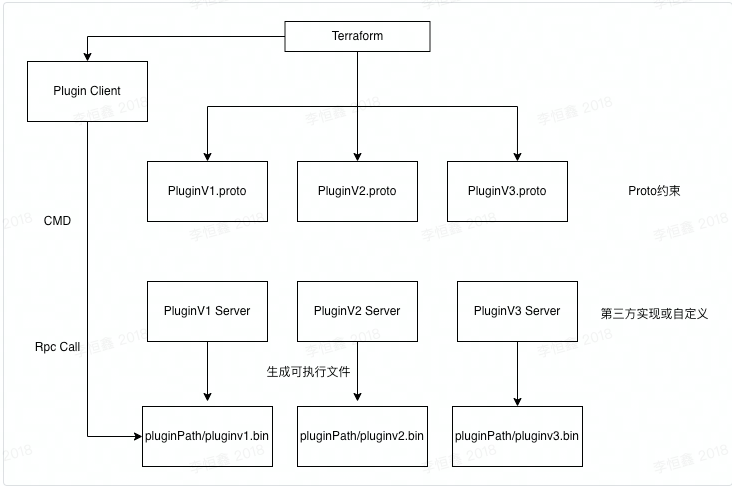 Terraform
Plugin Client
PluginV1.proto
PluginV2.proto
PluginV3.proto
Proto约束
CMD
PluginV1 Server
PluginV2 Server
PluginV3 Server
第三方实现或自定义
Rpc Call
生成可执行文件
pluginPath/pluginv1.bin
pluginPath/pluginv2.bin
pluginPath/pluginv3.bin
李恒鑫 2018